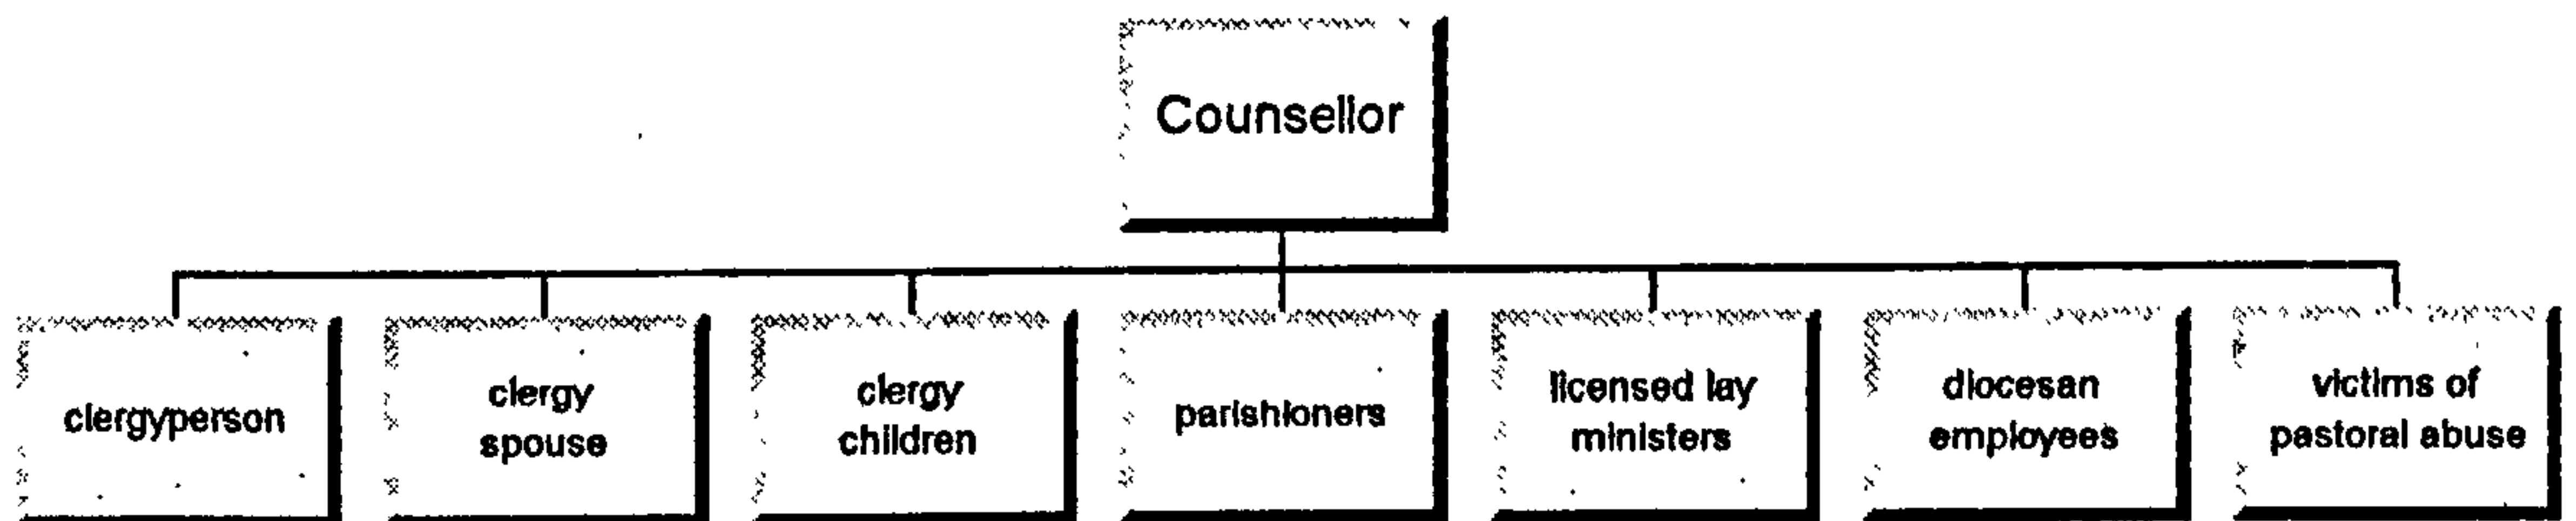 Counsellor
clergyperson
clergy
spouse
clergy
children
parishioners
licensed lay
ministers
diocesan
employees
victims of
pastoral abuse